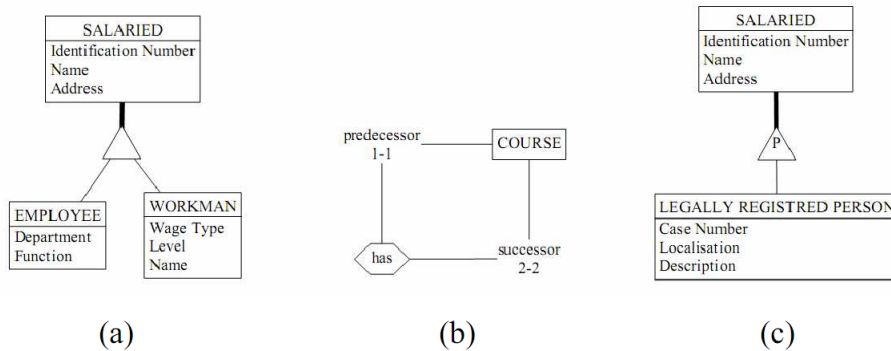 SALARIED
Identification Number
Name
Address
EMPLOYEE
Department
Function
WORKMAN
Wage Type
Level
Name
(a)
predecessor
1-1
COURSE
has
successor
2-2
(b)
SALARIED
Identification Number
Name
Address
P
LEGALLY REGISTRED PERSON
Case Number
Localisation
Description
(c)